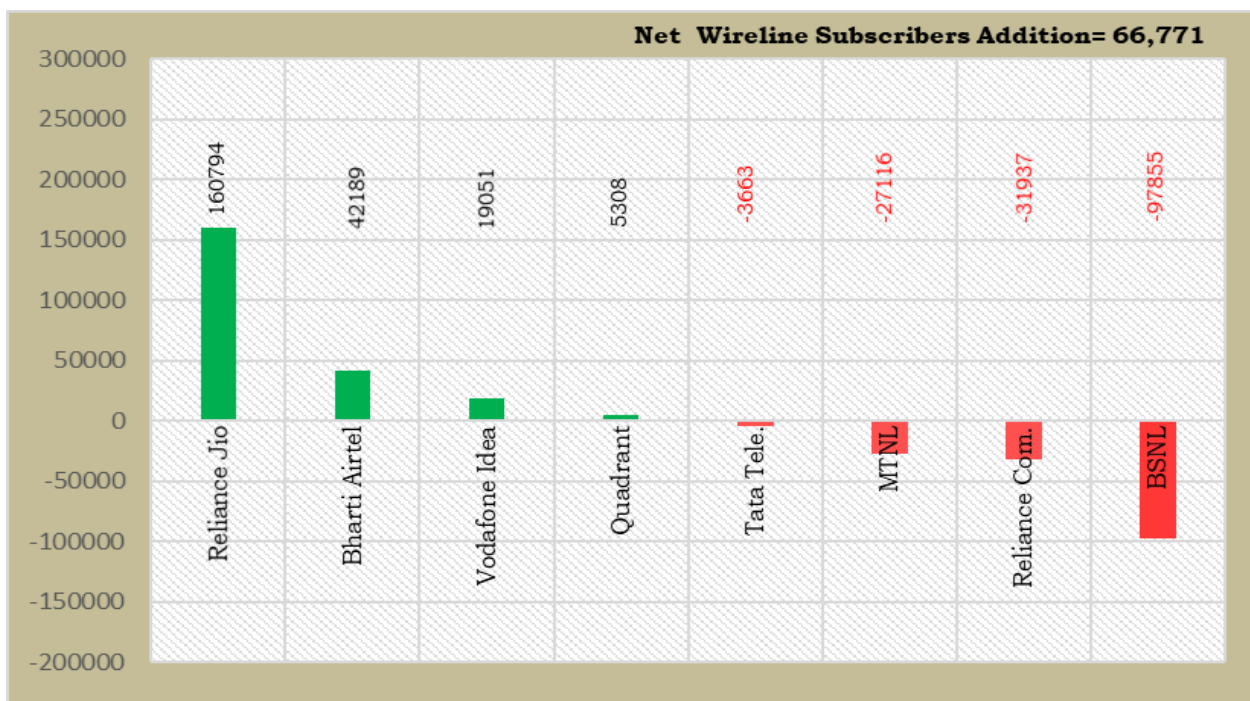 Net Wireline Subscribers Addition= 66,771
300000
250000
200000
150000
100000
50000
0
-50000
-100000
-150000
-200000
160794
42189
19051
5308
-3663
-27116
-31937
-97855
Reliance Jio
Bharti Airtel
Vodafone Idea
Quadrant
Tata Tele.
MTNL
Reliance Com.
BSNL